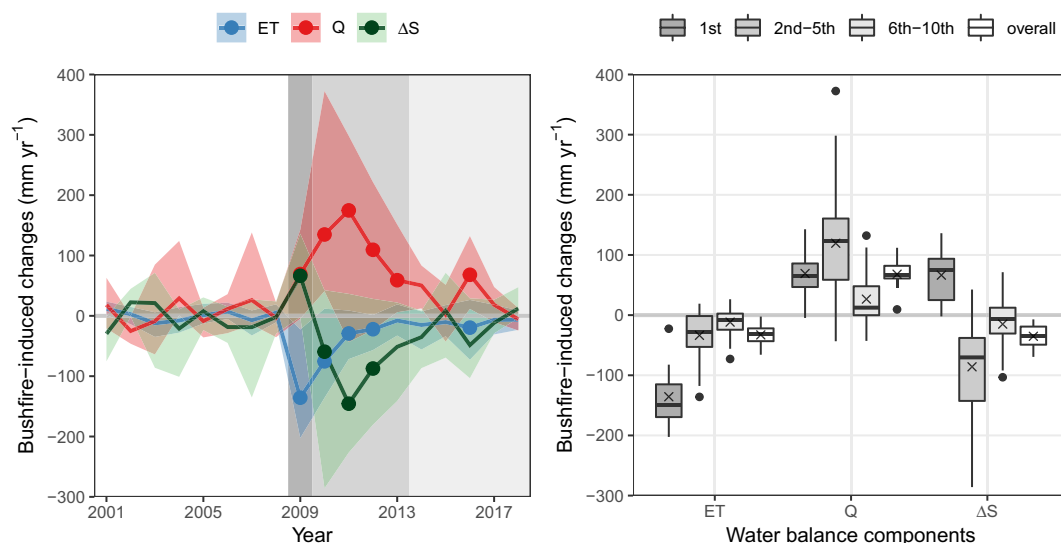 ET Q ΔS
Bushfire-induced changes (mm yr⁻¹)
400
300
200
100
0
−100
−200
−300
2001 2005 2009 2013 2017
Year
1st 2nd−5th 6th−10th overall
Bushfire-induced changes (mm yr⁻¹)
400
300
200
100
0
−100
−200
−300
ET Q ΔS
Water balance components